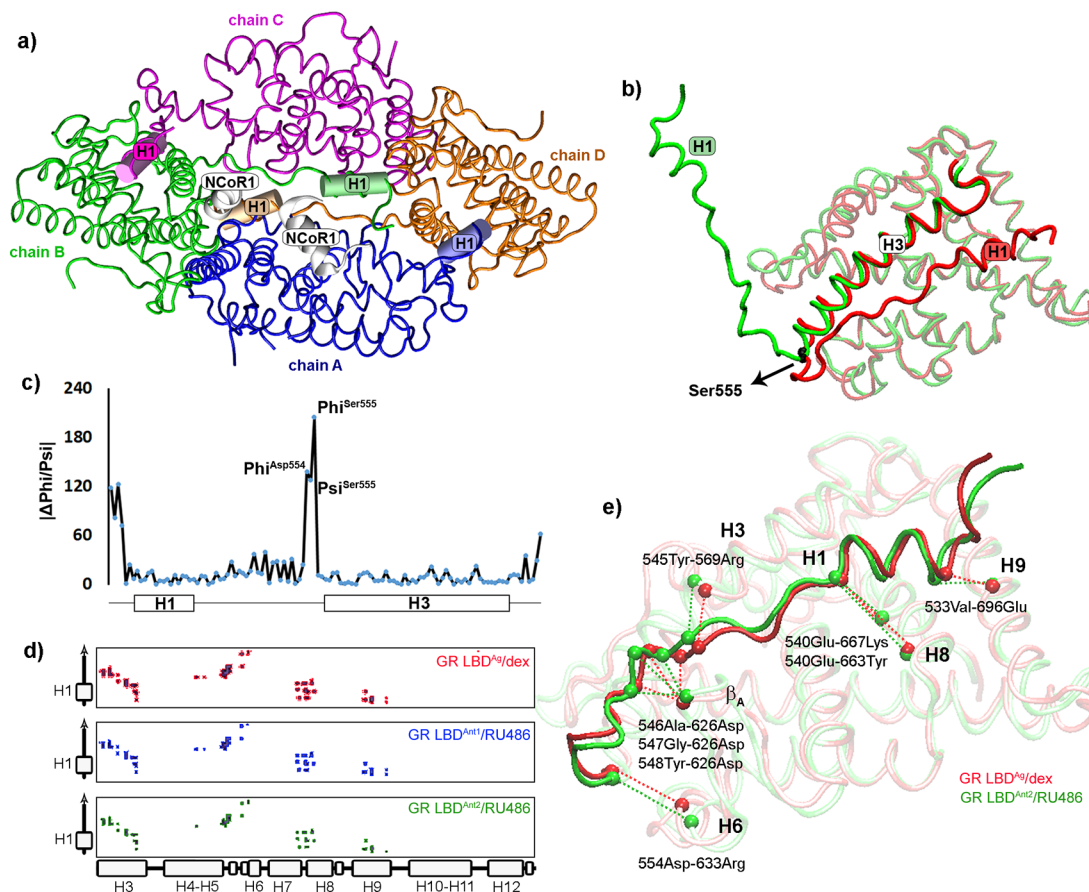 a)
chain C
H1
NCoR1
H1
H1
chain D
NCoR1
H1
chain B
chain A
b)
H1
H3
H1
Ser555
c)
|ΔPhi/Psi|
240
180
120
60
0
Phi^Ser555
Phi^Asp554
Psi^Ser555
H1
H3
d)
H1
GR LBD^Ag/dex
H1
GR LBD^Ant1/RU486
H1
GR LBD^Ant2/RU486
H3 H4-H5 H6 H7 H8 H9 H10-H11 H12
e)
H3
545Tyr-569Arg
H1
H9
533Val-696Glu
540Glu-667Lys
540Glu-663Tyr
H8
βA
546Ala-626Asp
547Gly-626Asp
548Tyr-626Asp
GR LBD^Ag/dex
GR LBD^Ant2/RU486
H6
554Asp-633Arg